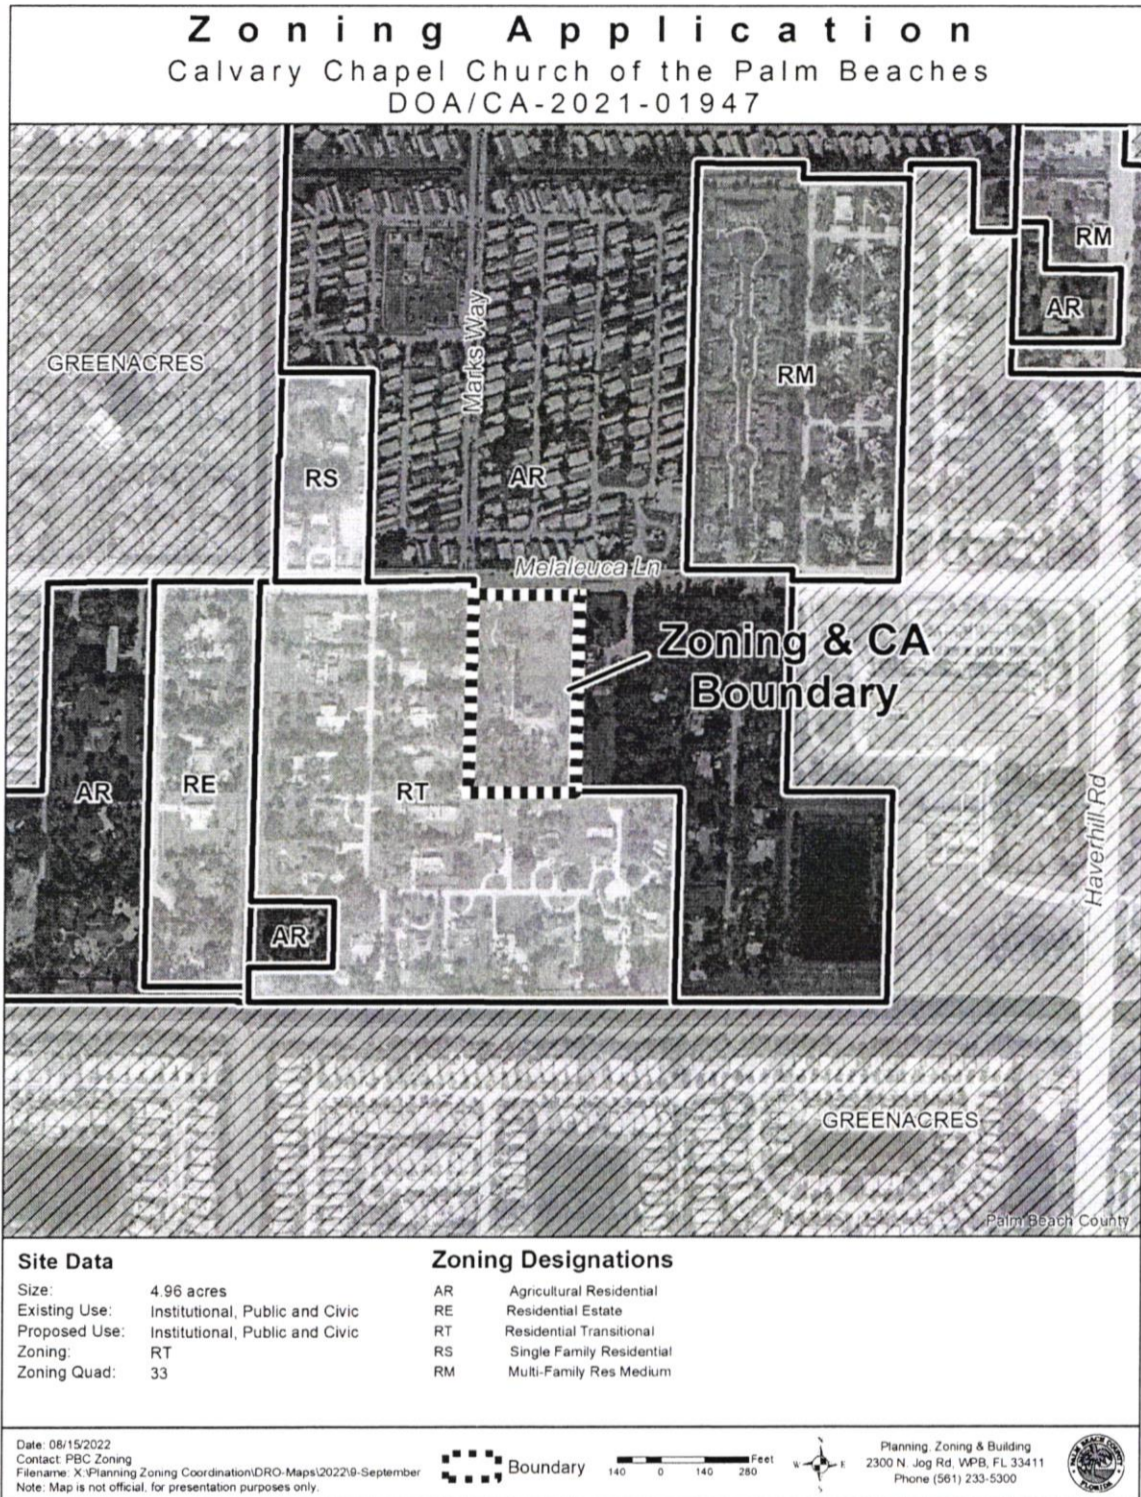 Zoning Application
Calvary Chapel Church of the Palm Beaches
DOA/CA-2021-01947
RM
AR
GREENACRES
Marks Way
RM
RS
AR
Melaleuca Ln
Zoning & CA
Boundary
AR
RE
RT
Haverhill Rd
AR
GREENACRES
Palm Beach County
Site Data
Size: 4.96 acres
Existing Use: Institutional, Public and Civic
Proposed Use: Institutional, Public and Civic
Zoning: RT
Zoning Quad: 33
Zoning Designations
AR Agricultural Residential
RE Residential Estate
RT Residential Transitional
RS Single Family Residential
RM Multi-Family Res Medium
Date: 08/15/2022
Contact: PBC Zoning
Filename: X:\Planning Zoning Coordination\DRO-Maps\2022\9-September
Note: Map is not official, for presentation purposes only.
Boundary
Feet
140 0 140 280
W E
Planning, Zoning & Building
2300 N. Jog Rd, WPB, FL 33411
Phone (561) 233-5300
PALM BEACH COUNTY
FLORIDA